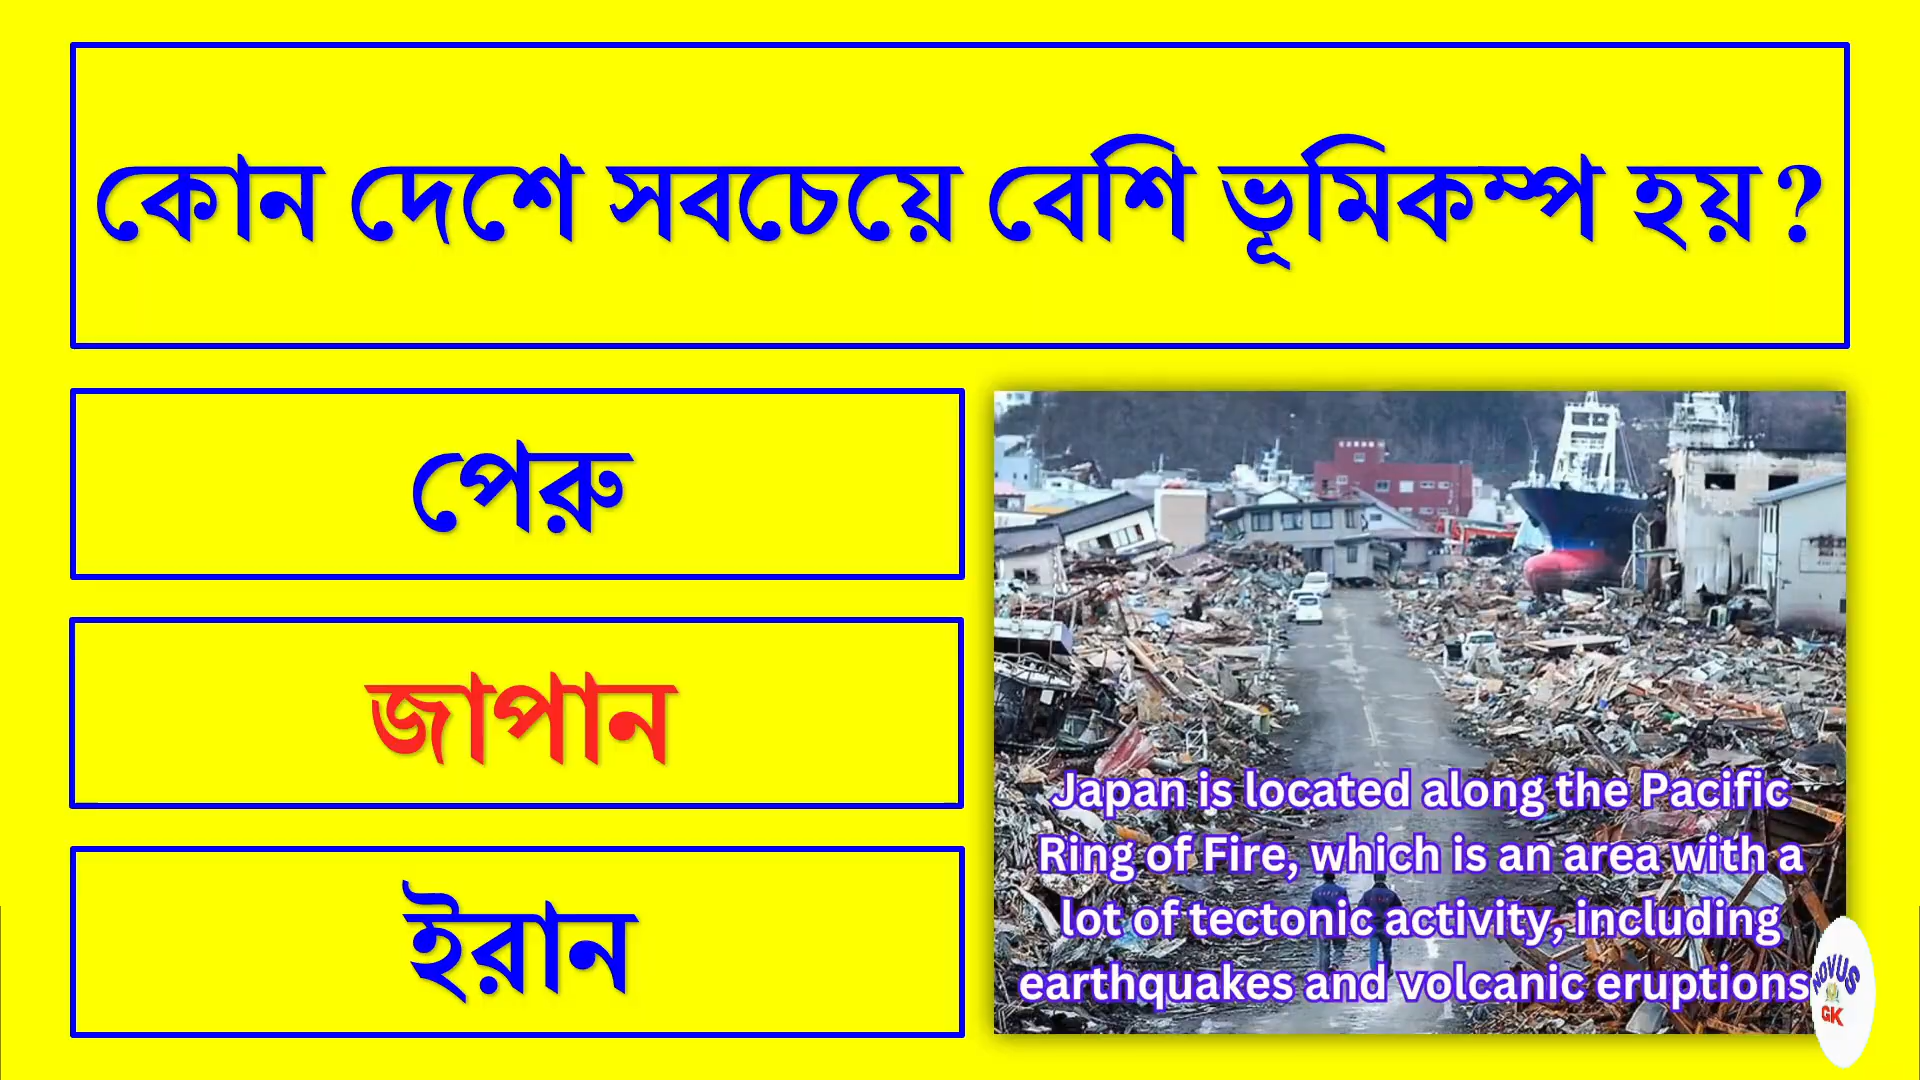 কোন দেশে সবচেয়ে বেশি ভূমিকম্প হয়?
পেরু
জাপান
ইরান
Japan is located along the Pacific
Ring of Fire, which is an area with a
lot of tectonic activity, including
earthquakes and volcanic eruptions
NOVUS
GK